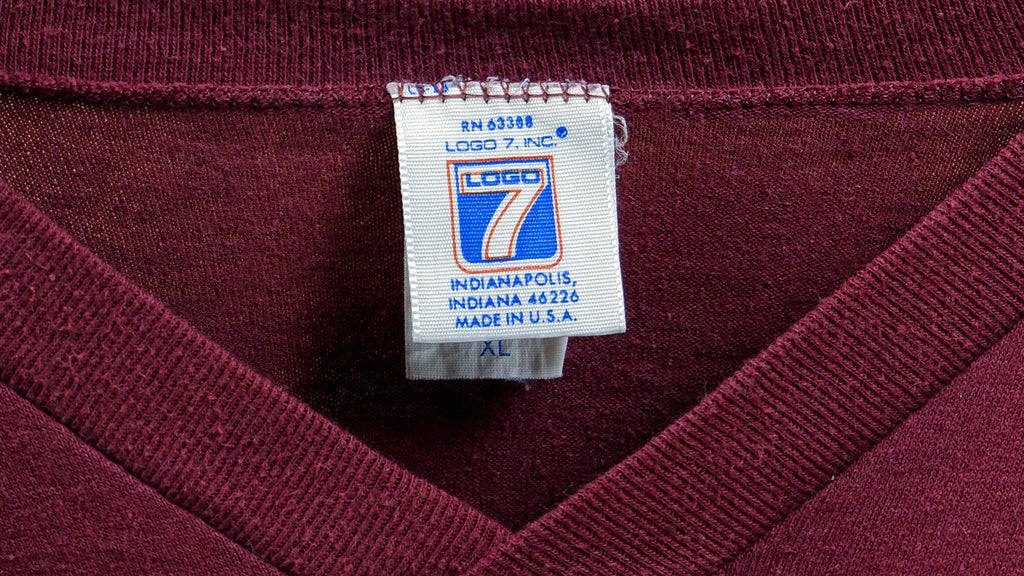 RN 63388
LOGO 7, INC.
LOGO
7
INDIANAPOLIS,
INDIANA 46226
MADE IN U.S.A.
XL